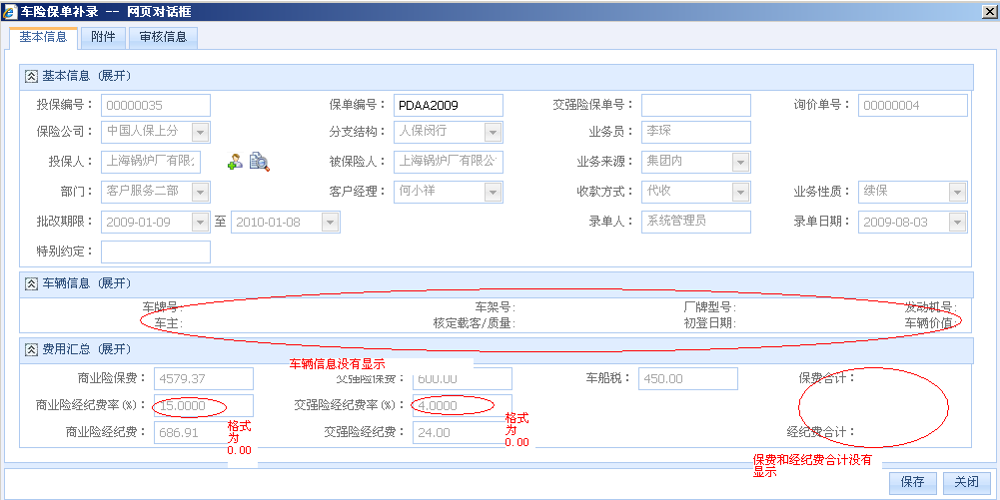 车险保单补录 -- 网页对话框
基本信息 附件 审核信息
基本信息 (展开)
投保编号： 00000035 保单编号： PDAA2009 交强险保单号： 询价单号： 00000004
保险公司： 中国人保上分 分支结构： 人保闵行 业务员： 李琛
投保人： 上海锅炉厂有限 被保险人： 上海锅炉厂有限公 业务来源： 集团内
部门： 客户服务二部 客户经理： 何小祥 收款方式： 代收 业务性质： 续保
批改期限： 2009-01-09 至 2010-01-08 录单人： 系统管理员 录单日期： 2009-08-03
特别约定：
车辆信息 (展开)
车牌号： 车架号： 厂牌型号： 发动机号：
车主： 核定载客/质量： 初登日期： 车辆价值：
费用汇总 (展开)
车辆信息没有显示
商业险保费： 4579.37 交强险保费： 600.00 车船税： 450.00 保费合计：
商业险经纪费率(%)： 15.0000 交强险经纪费率(%)： 4.0000
格式
为
0.00
格式
为
0.00
商业险经纪费： 686.91 交强险经纪费： 24.00 经纪费合计：
保费和经纪费合计没有
显示
保存 关闭